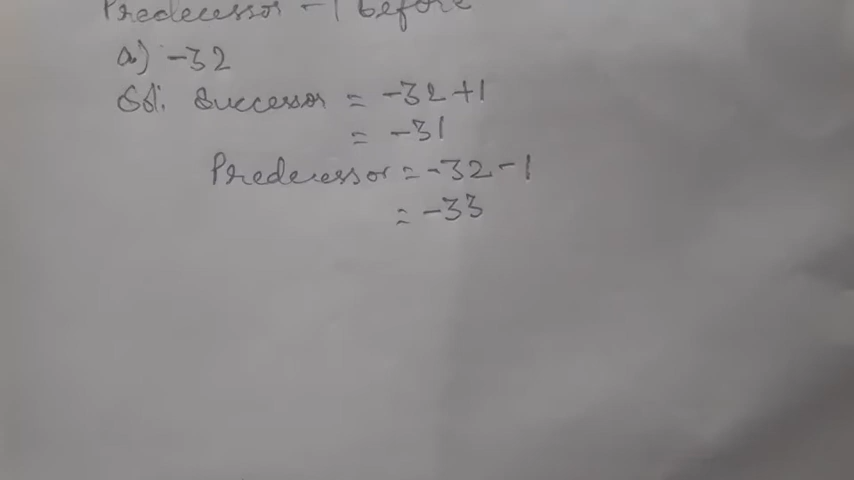 Predecessor - 1 before
a) -32
Sol: Successor = -32+1
= -31
Predecessor = -32-1
= -33